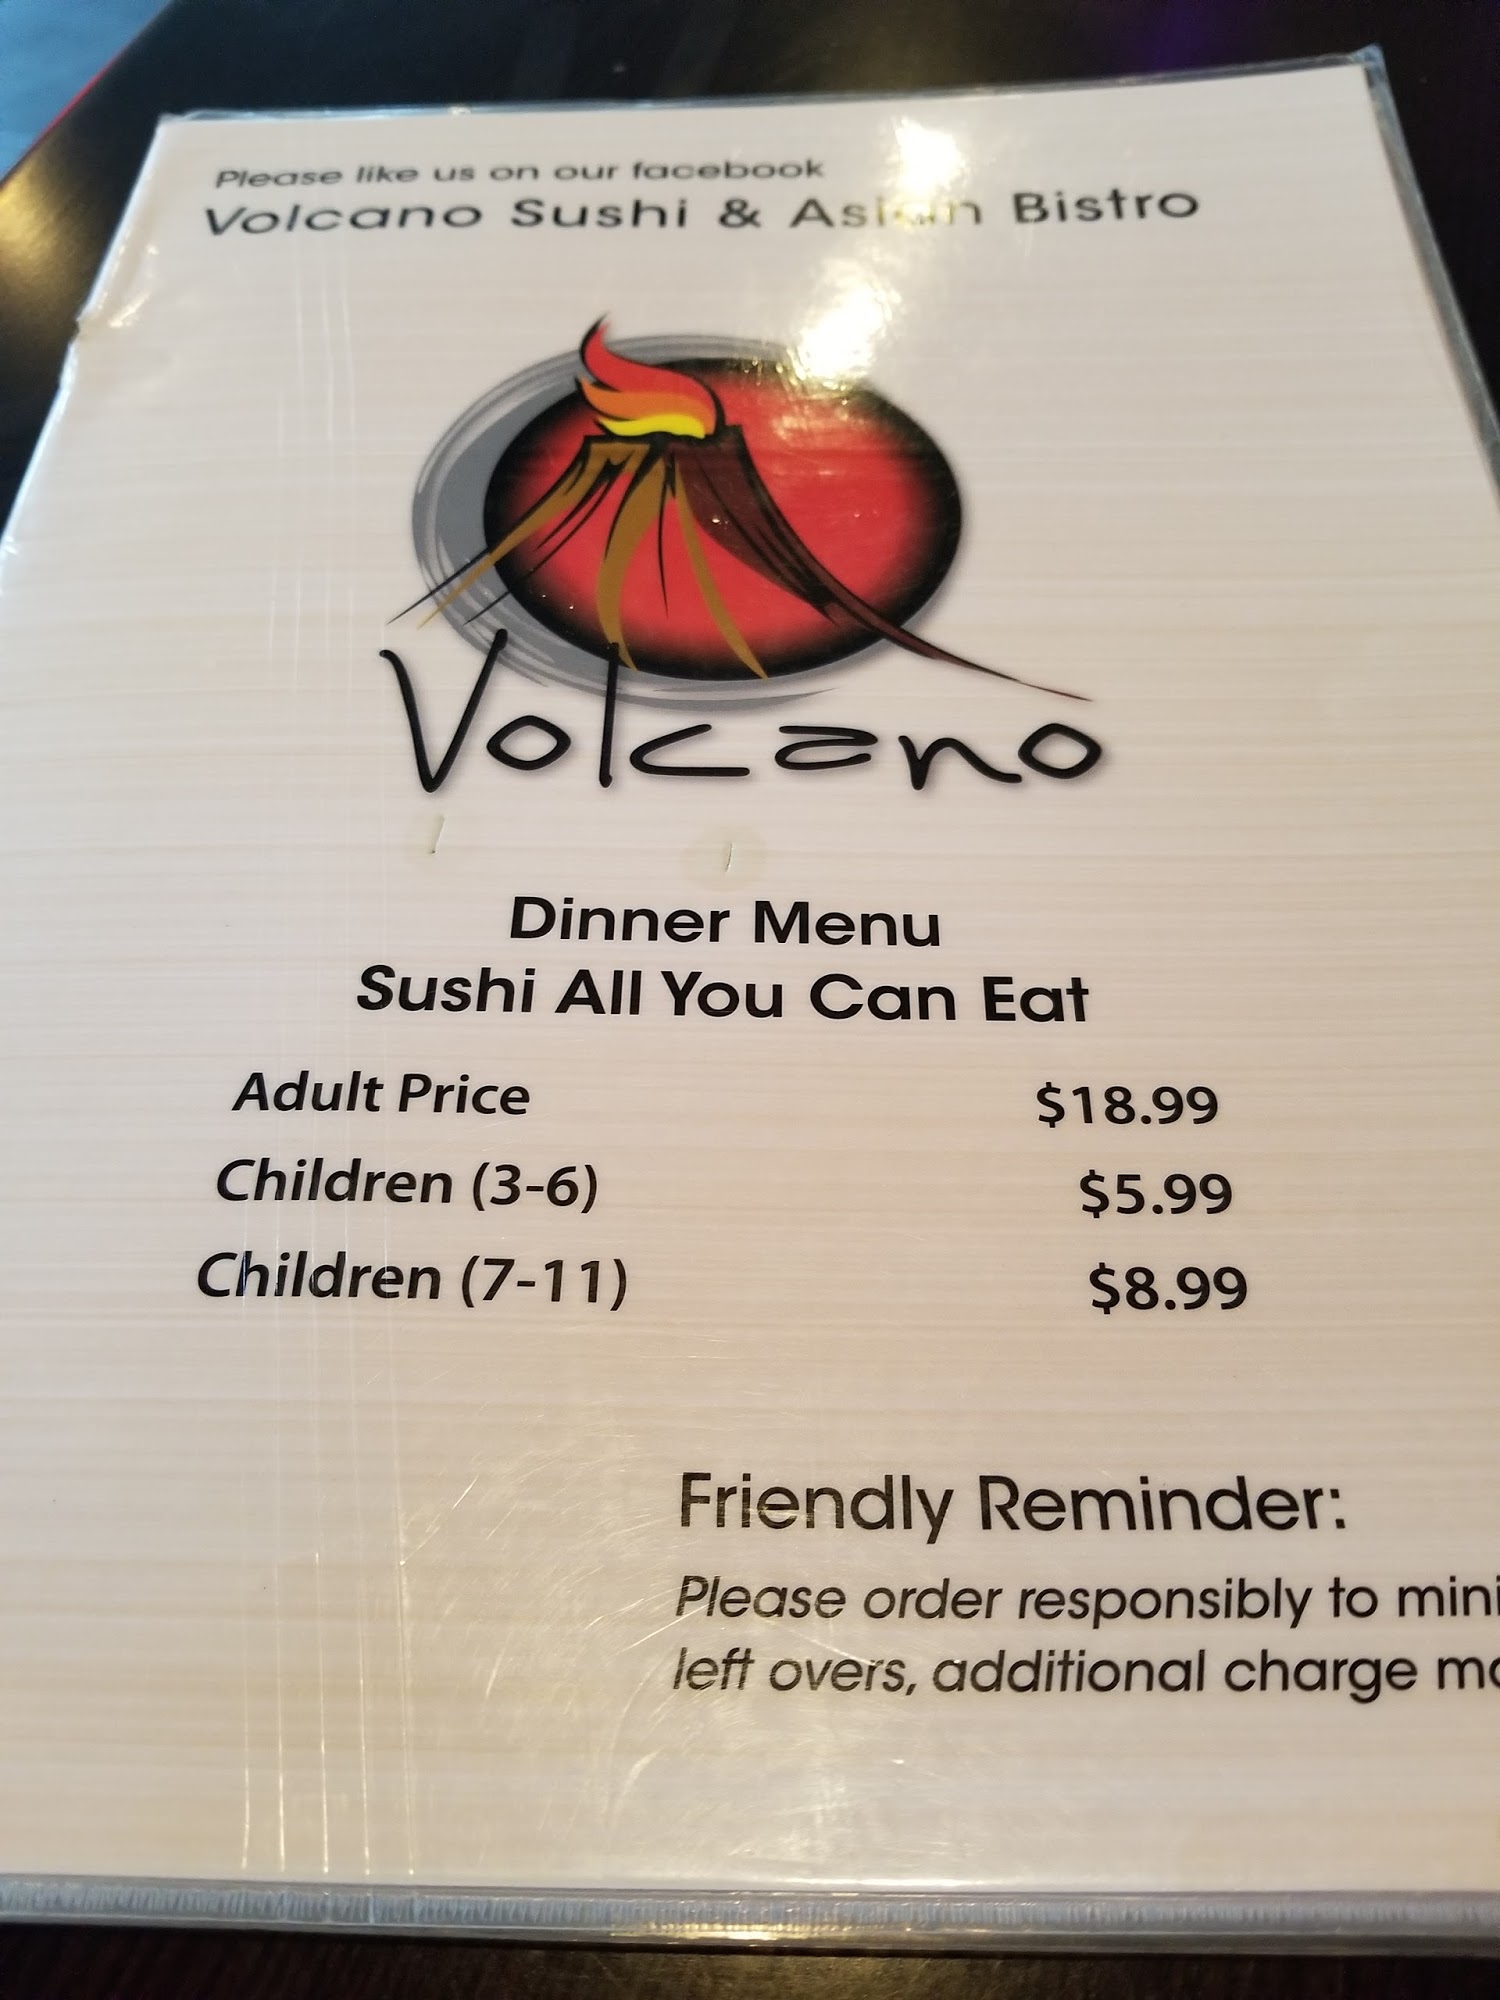 Please like us on our facebook
Volcano Sushi & Asian Bistro
Volcano
Dinner Menu
Sushi All You Can Eat
Adult Price $18.99
Children (3-6) $5.99
Children (7-11) $8.99
Friendly Reminder:
Please order responsibly to
left overs, additional charge